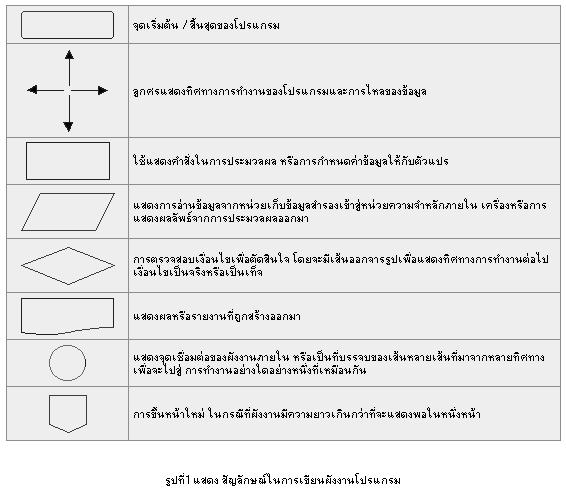 จุดเริ่มต้น / สิ้นสุดของโปรแกรม
ลูกศรแสดงทิศทางการทำงานของโปรแกรมและการไหลของข้อมูล
ใช้แสดงคำสั่งในการประมวลผล หรือการกำหนดค่าข้อมูลให้กับตัวแปร
แสดงการอ่านข้อมูลจากหน่วยเก็บข้อมูลสำรองเข้าสู่หน่วยความจำหลักภายใน เครื่องหรือการ
แสดงผลลัพธ์จากการประมวลผลออกมา
การตรวจสอบเงื่อนไขเพื่อตัดสินใจ โดยจะมีเส้นออกจารรูปเพื่อแสดงทิศทางการทำงานต่อไป
เงื่อนไขเป็นจริงหรือเป็นเท็จ
แสดงผลหรือรายงานที่ถูกสร้างออกมา
แสดงจุดเชื่อมต่อของผังงานภายใน หรือเป็นที่บรรจบของเส้นหลายเส้นที่มาจากหลายทิศทาง
เพื่อจะไปสู่ การทำงานอย่างใดอย่างหนึ่งที่เหมือนกัน
การขึ้นหน้าใหม่ ในกรณีที่ผังงานมีความยาวเกินกว่าที่จะแสดงพอในหนึ่งหน้า
รูปที่1 แสดง สัญลักษณ์ในการเขียนผังงานโปรแกรม